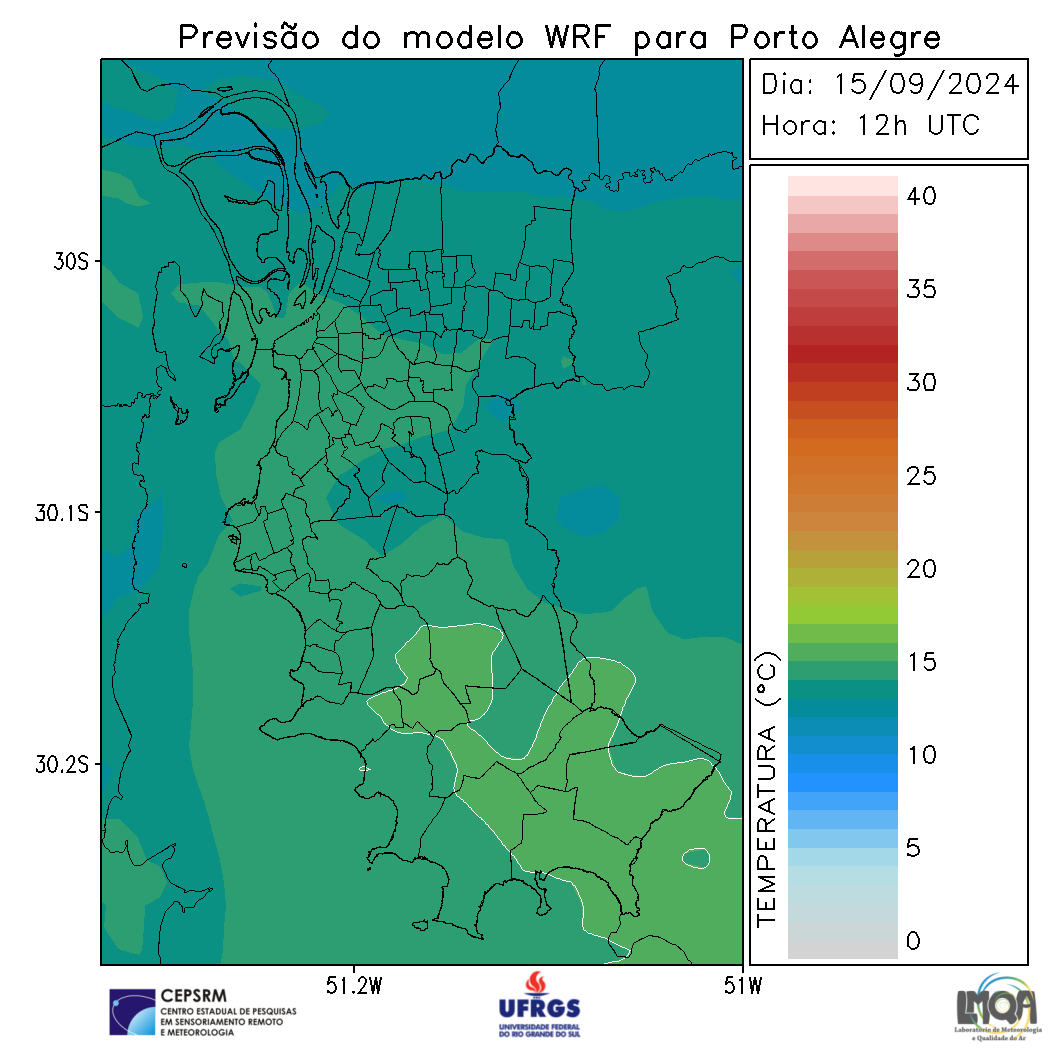 Previsão do modelo WRF para Porto Alegre
Dia: 15/09/2024
Hora: 12h UTC
30S
30.1S
30.2S
51.2W
51W
40
35
30
25
20
15
10
5
0
TEMPERATURA (°C)
CEPSRM
CENTRO ESTADUAL DE PESQUISAS
EM SENSORIAMENTO REMOTO
E METEOROLOGIA
UFRGS
UNIVERSIDADE FEDERAL
DO RIO GRANDE DO SUL
LMQA
Laboratório de Meteorologia
e Qualidade do Ar